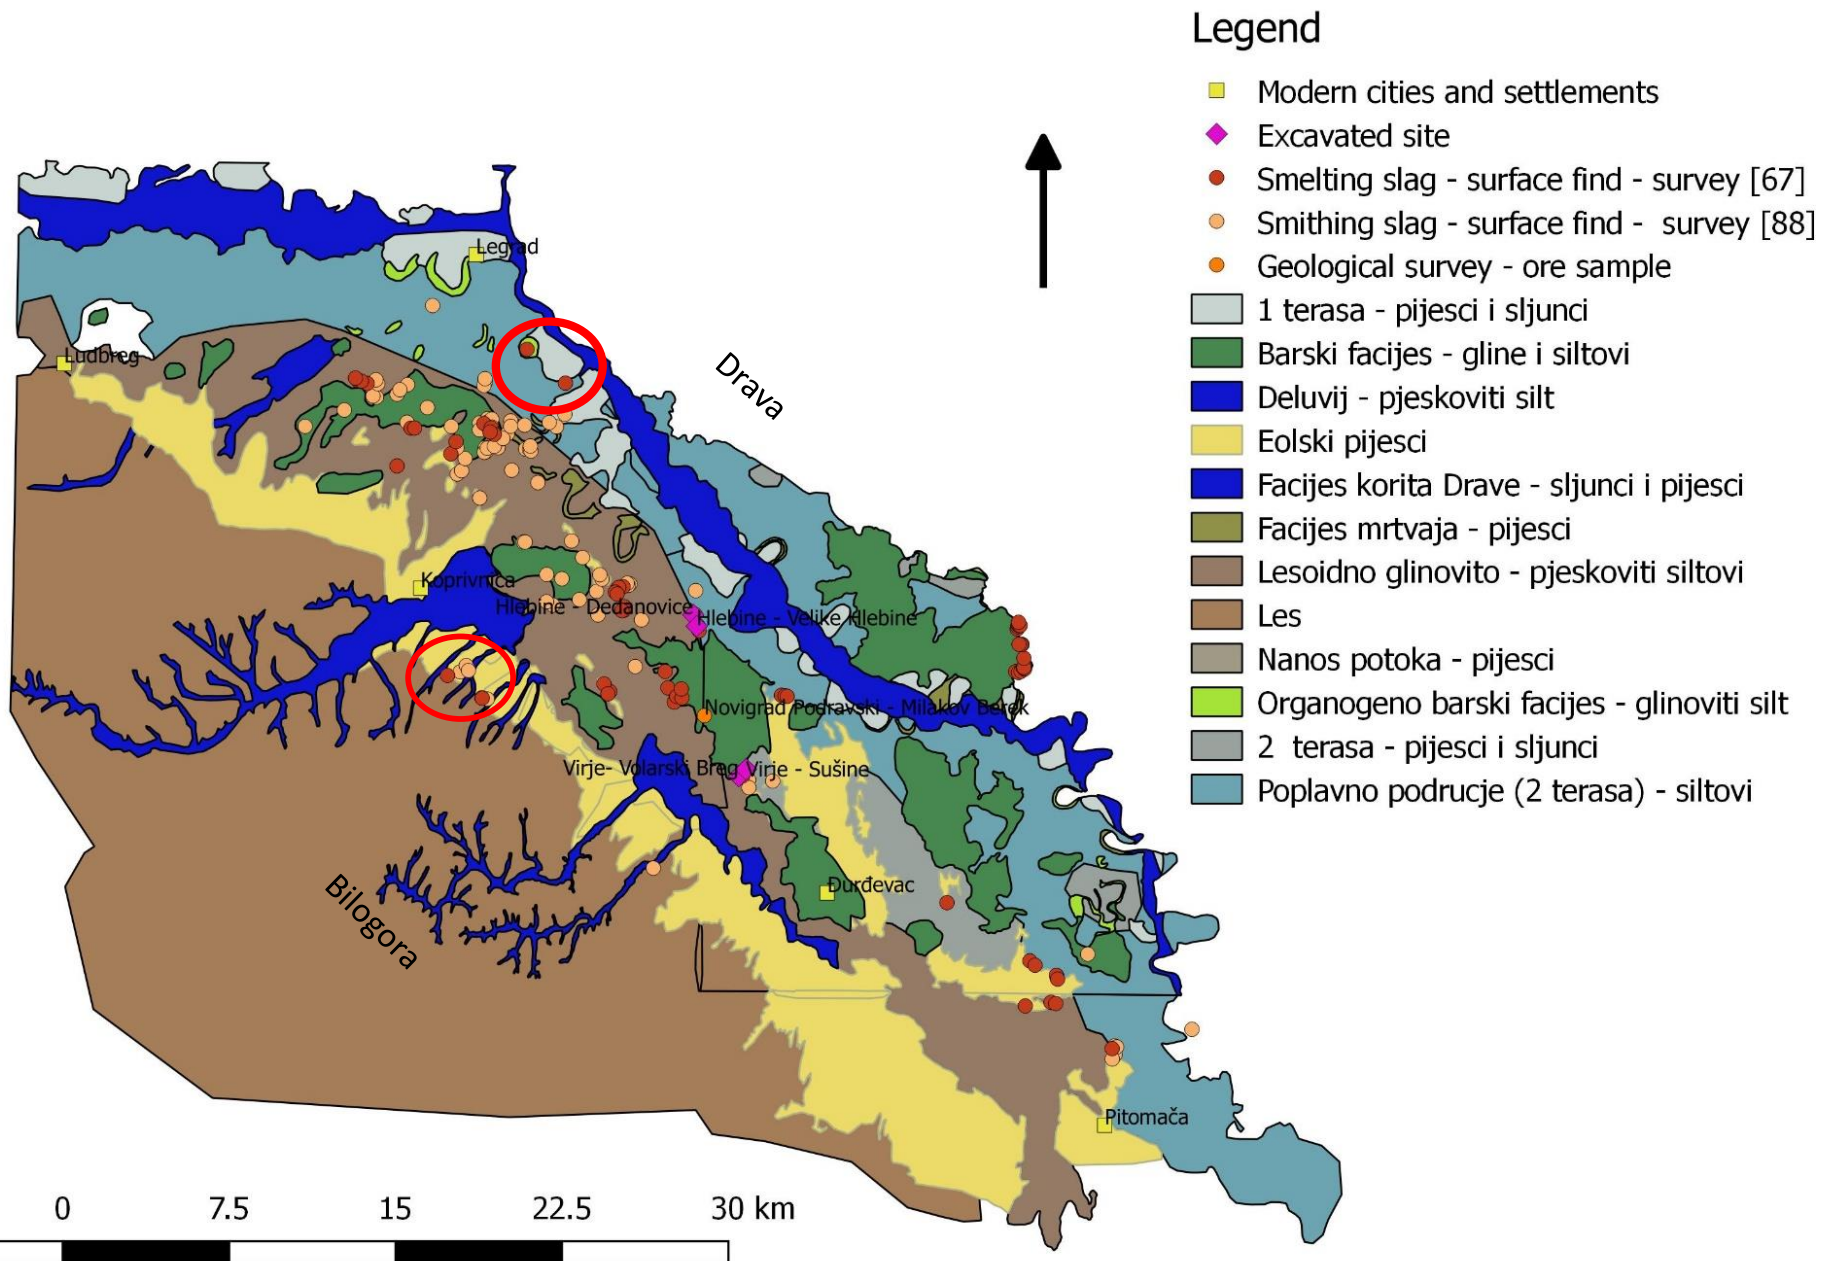 Legend
Modern cities and settlements
Excavated site
Smelting slag - surface find - survey [67]
Smithing slag - surface find - survey [88]
Geological survey - ore sample
1 terasa - pijesci i sljunci
Barski facijes - gline i siltovi
Deluvij - pjeskoviti silt
Eolski pijesci
Facijes korita Drave - sljunci i pijesci
Facijes mrtvaja - pijesci
Lesoidno glinovito - pjeskoviti siltovi
Les
Nanos potoka - pijesci
Organogeno barski facijes - glinoviti silt
2 terasa - pijesci i sljunci
Poplavno podrucje (2 terasa) - siltovi
Legrad
Ludbreg
Drava
Koprivnica
Hlebine - Dedanovice
Hlebine - Velike Hlebine
Novigrad Podravski - Milakov Berek
Virje- Volarski Breg
Virje - Sušine
Đurđevac
Bilogora
Pitomača
0 7.5 15 22.5 30 km